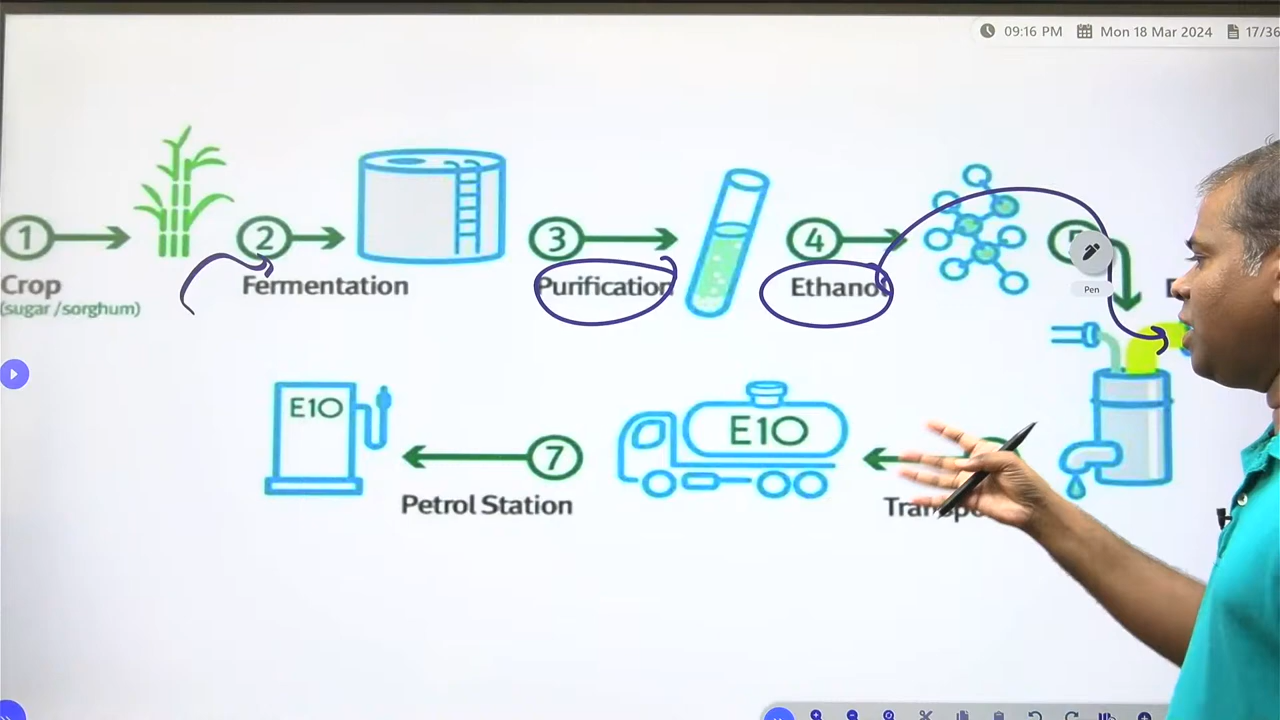 09:16 PM Mon 18 Mar 2024 17/36
1 2 3 4
Crop Fermentation Purification Ethanol
(sugar/sorghum)
Pen
E10 E10
7
Petrol Station